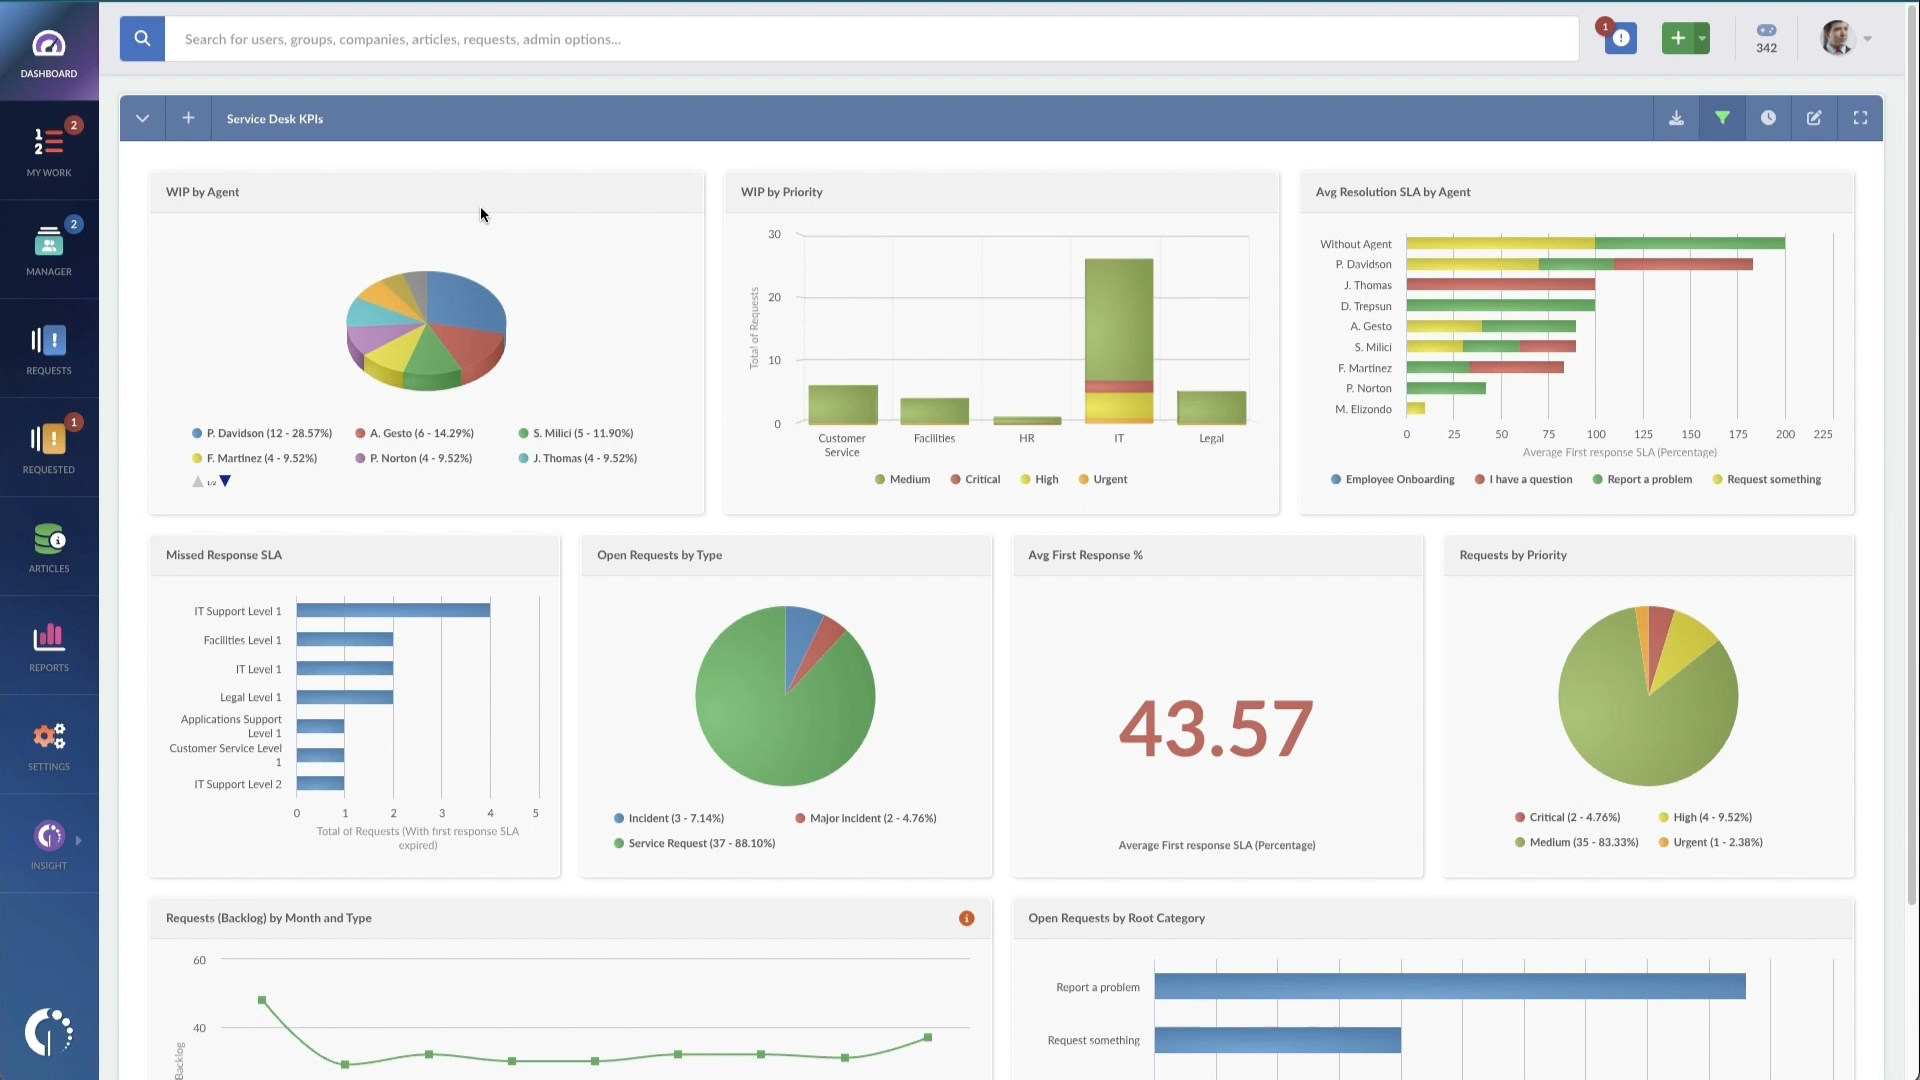 DASHBOARD
Search for users, groups, companies, articles, requests, admin options...
1
342
Service Desk KPIs
2
1
2
MY WORK
2
MANAGER
REQUESTS
1
REQUESTED
ARTICLES
REPORTS
SETTINGS
INSIGHT
WIP by Agent
P. Davidson (12 - 28.57%)
A. Gesto (6 - 14.29%)
S. Milici (5 - 11.90%)
F. Martinez (4 - 9.52%)
P. Norton (4 - 9.52%)
J. Thomas (4 - 9.52%)
1/2
WIP by Priority
Total of Requests
30
20
10
0
Customer
Service
Facilities
HR
IT
Legal
Medium
Critical
High
Urgent
Avg Resolution SLA by Agent
Without Agent
P. Davidson
J. Thomas
D. Trepsun
A. Gesto
S. Milici
F. Martinez
P. Norton
M. Elizondo
0 25 50 75 100 125 150 175 200 225
Average First response SLA (Percentage)
Employee Onboarding
I have a question
Report a problem
Request something
Missed Response SLA
IT Support Level 1
Facilities Level 1
IT Level 1
Legal Level 1
Applications Support
Level 1
Customer Service Level
1
IT Support Level 2
0 1 2 3 4 5
Total of Requests (With first response SLA
expired)
Open Requests by Type
Incident (3 - 7.14%)
Major incident (2 - 4.76%)
Service Request (37 - 88.10%)
Avg First Response %
43.57
Average First response SLA (Percentage)
Requests by Priority
Critical (2 - 4.76%)
High (4 - 9.52%)
Medium (35 - 83.33%)
Urgent (1 - 2.38%)
Requests (Backlog) by Month and Type
60
40
Backlog
Open Requests by Root Category
Report a problem
Request something